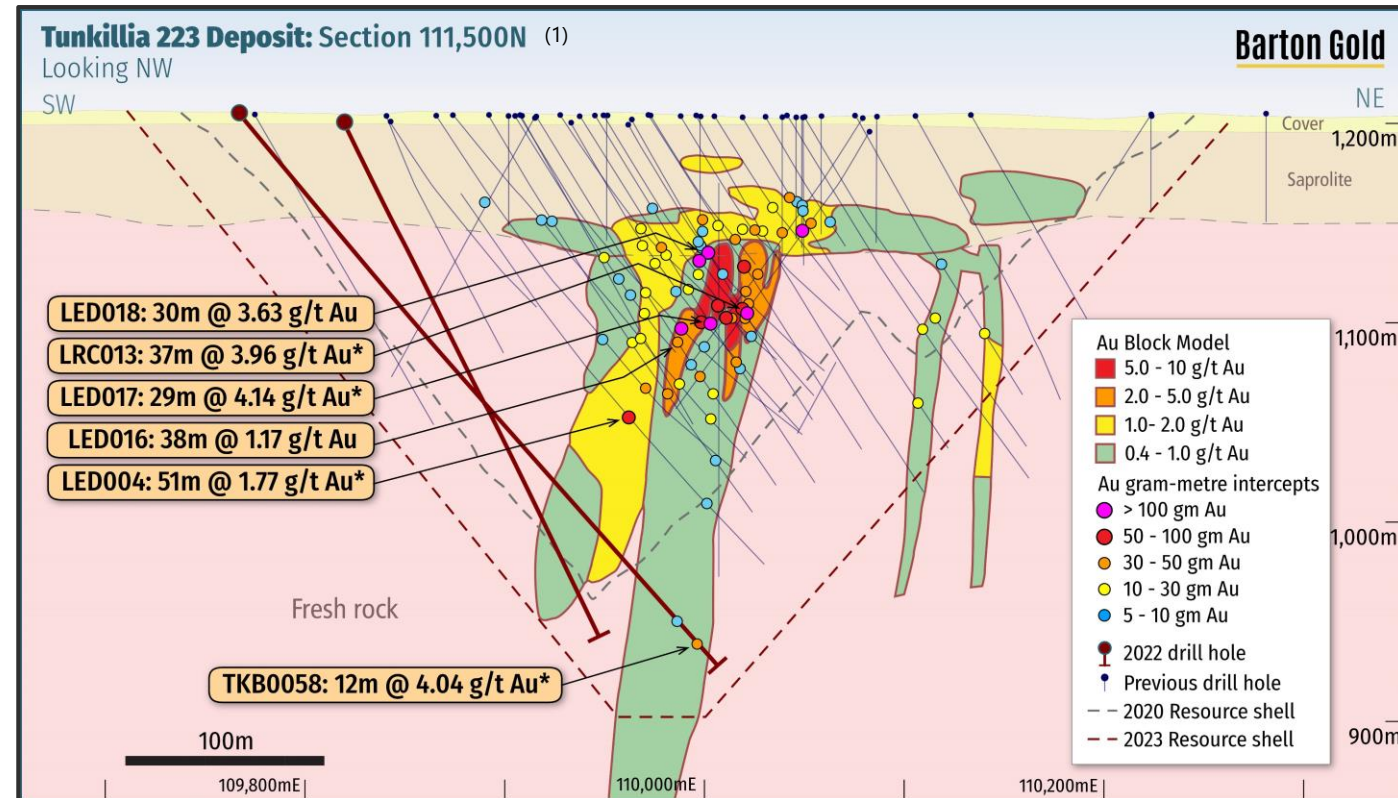 Tunkillia 223 Deposit: Section 111,500N (1)
Looking NW
SW
Barton Gold
NE
Cover
1,200m
Saprolite
LED018: 30m @ 3.63 g/t Au
LRC013: 37m @ 3.96 g/t Au*
LED017: 29m @ 4.14 g/t Au*
LED016: 38m @ 1.17 g/t Au
LED004: 51m @ 1.77 g/t Au*
1,100m
Au Block Model
5.0 - 10 g/t Au
2.0 - 5.0 g/t Au
1.0- 2.0 g/t Au
0.4 - 1.0 g/t Au
Au gram-metre intercepts
> 100 gm Au
50 - 100 gm Au
30 - 50 gm Au
10 - 30 gm Au
5 - 10 gm Au
2022 drill hole
Previous drill hole
2020 Resource shell
2023 Resource shell
1,000m
Fresh rock
TKB0058: 12m @ 4.04 g/t Au*
900m
100m
109,800mE
110,000mE
110,200mE